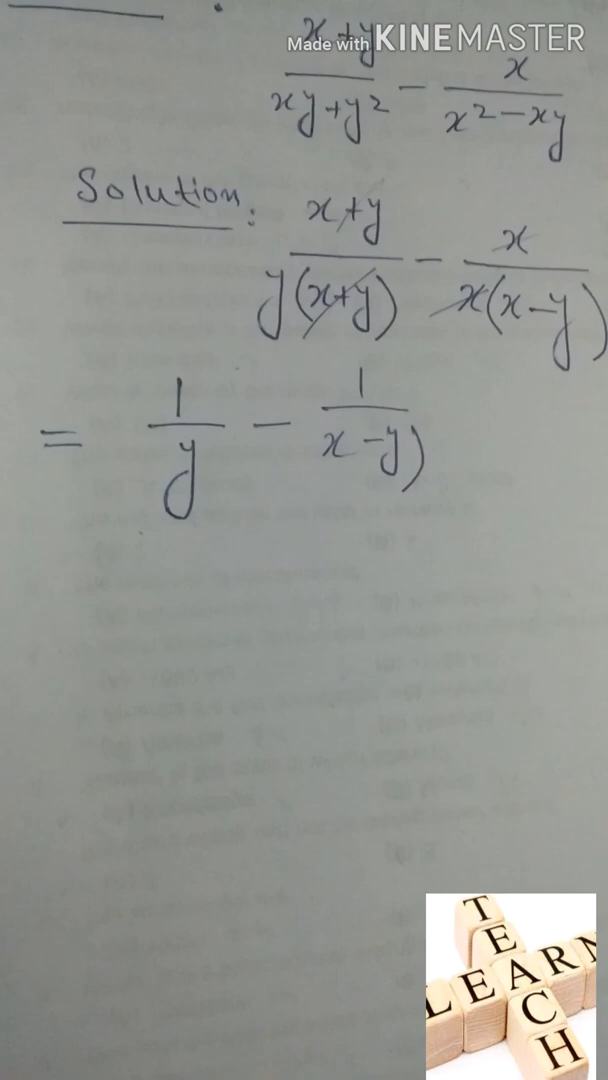 Made with KINEMASTER
x+y / xy+y² − x / x²−xy
Solution: x+y / y(x+y) − x / x(x−y)
= 1/y − 1 / x−y)
TEACH
LEARN